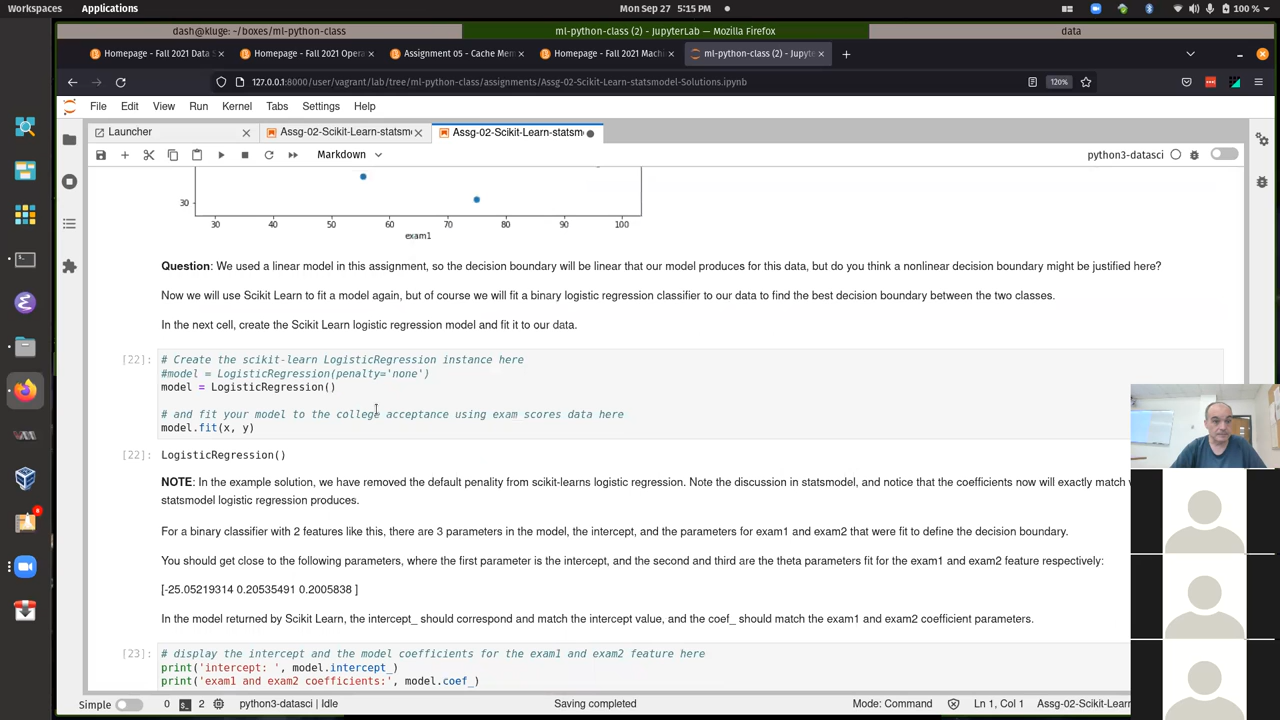 Workspaces Applications Mon Sep 27 5:15 PM 100 %
dash@kluge: ~/boxes/ml-python-class ml-python-class (2) - JupyterLab — Mozilla Firefox data
Homepage - Fall 2021 Data S Homepage - Fall 2021 Opera Assignment 05 - Cache Mem Homepage - Fall 2021 Machi ml-python-class (2) - Jupyte
127.0.0.1:8000/user/vagrant/lab/tree/ml-python-class/assignments/Assg-02-Scikit-Learn-statsmodel-Solutions.ipynb 120%
File Edit View Run Kernel Tabs Settings Help
Launcher Assg-02-Scikit-Learn-statsm Assg-02-Scikit-Learn-statsm
Markdown python3-datasci
30
30 40 50 60 70 80 90 100
exam1
Question: We used a linear model in this assignment, so the decision boundary will be linear that our model produces for this data, but do you think a nonlinear decision boundary might be justified here?
Now we will use Scikit Learn to fit a model again, but of course we will fit a binary logistic regression classifier to our data to find the best decision boundary between the two classes.
In the next cell, create the Scikit Learn logistic regression model and fit it to our data.
[22]: # Create the scikit-learn LogisticRegression instance here
#model = LogisticRegression(penalty='none')
model = LogisticRegression()
# and fit your model to the college acceptance using exam scores data here
model.fit(x, y)
[22]: LogisticRegression()
NOTE: In the example solution, we have removed the default penality from scikit-learns logistic regression. Note the discussion in statsmodel, and notice that the coefficients now will exactly match
statsmodel logistic regression produces.
For a binary classifier with 2 features like this, there are 3 parameters in the model, the intercept, and the parameters for exam1 and exam2 that were fit to define the decision boundary.
You should get close to the following parameters, where the first parameter is the intercept, and the second and third are the theta parameters fit for the exam1 and exam2 feature respectively:
[-25.05219314 0.20535491 0.2005838 ]
In the model returned by Scikit Learn, the intercept_ should correspond and match the intercept value, and the coef_ should match the exam1 and exam2 coefficient parameters.
[23]: # display the intercept and the model coefficients for the exam1 and exam2 feature here
print('intercept: ', model.intercept_)
print('exam1 and exam2 coefficients:', model.coef_)
Simple 0 2 python3-datasci | Idle Saving completed Mode: Command Ln 1, Col 1 Assg-02-Scikit-Learn